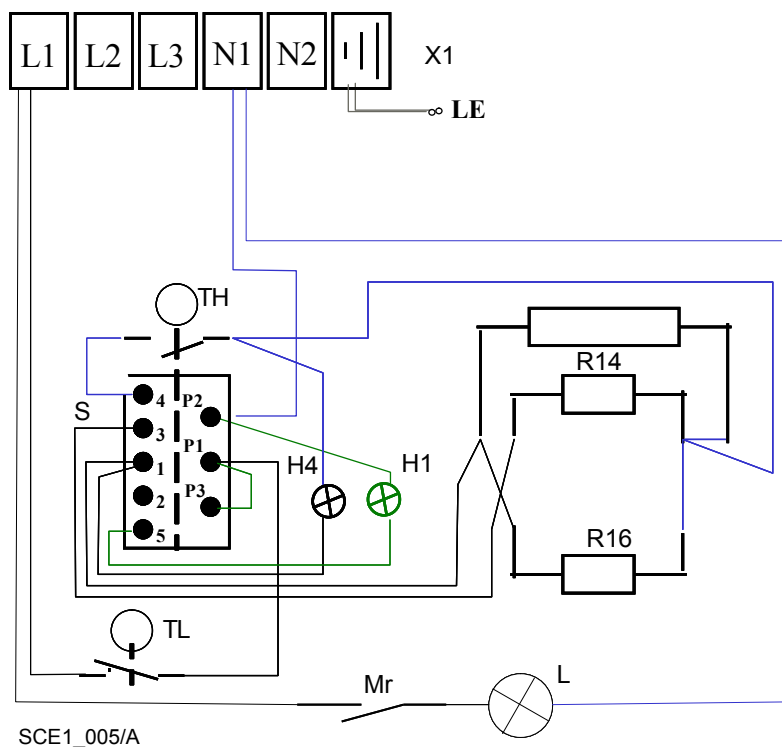 L1 L2 L3 N1 N2 X1
LE
TH
R14
S 4 P2
3
1 P1 H4 H1
2 P3
5
R16
TL
Mr L
SCE1_005/A